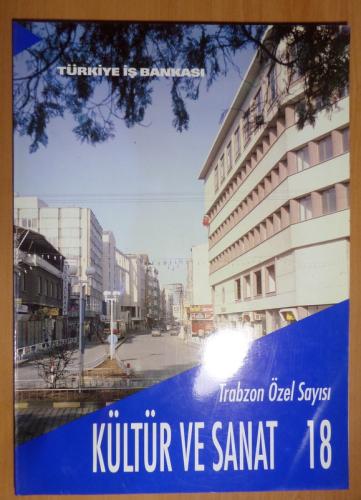 TÜRKİYE İŞ BANKASI
Trabzon Özel Sayısı
KÜLTÜR VE SANAT 18